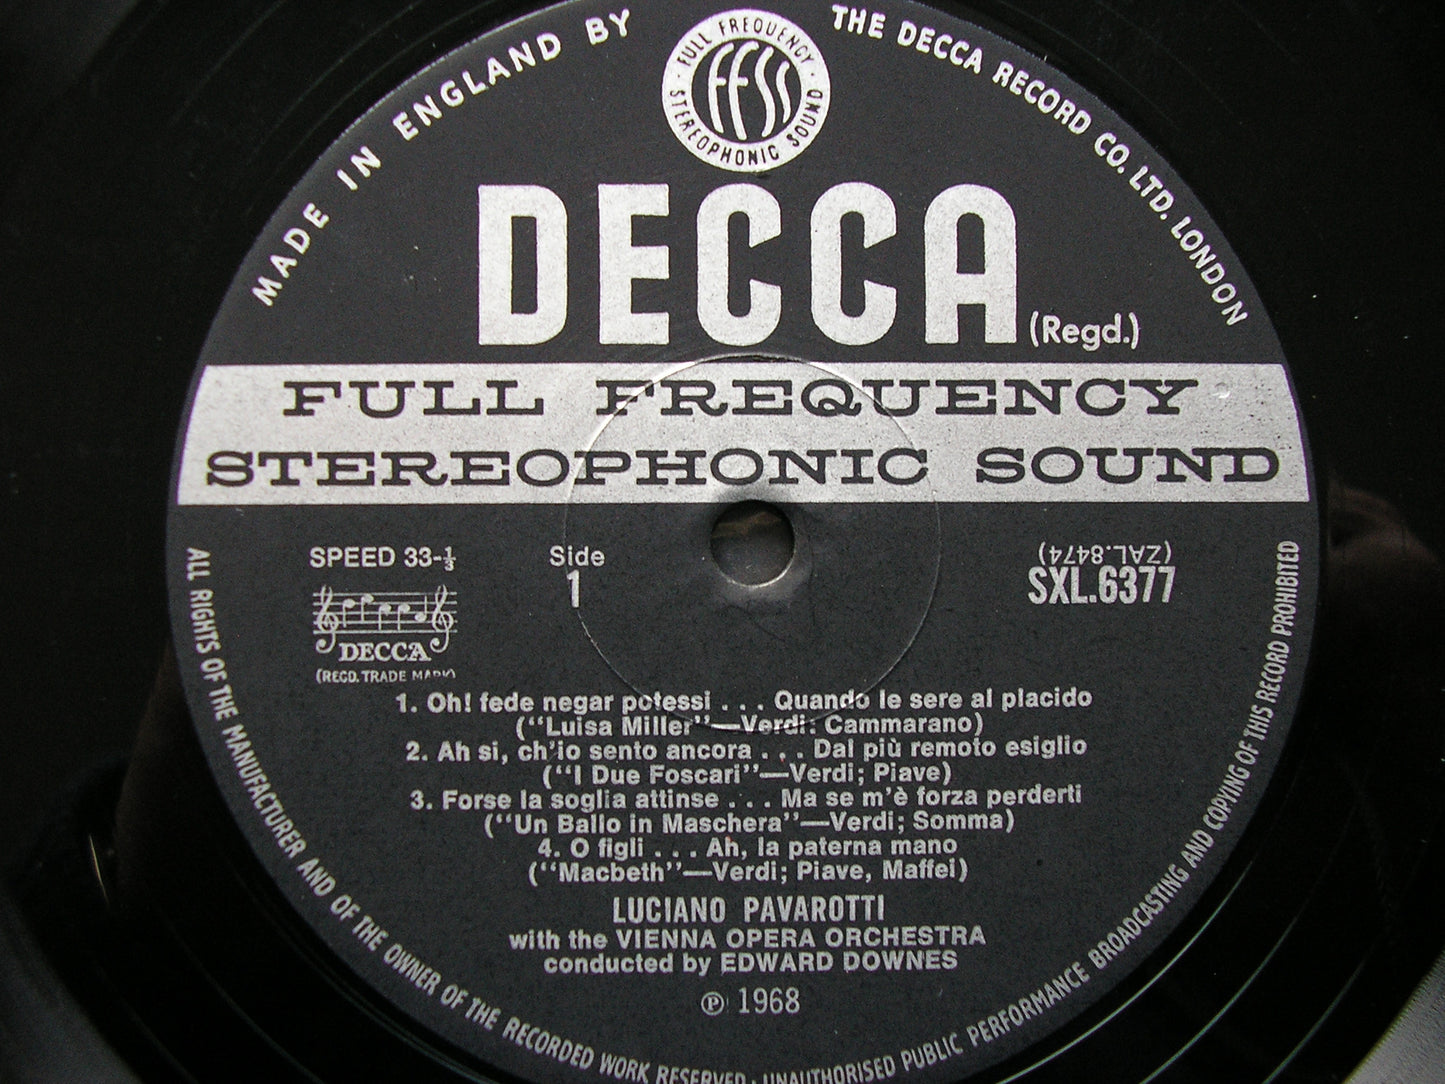 MADE IN ENGLAND BY THE DECCA RECORD CO. LTD. LONDON
FULL FREQUENCY
FFSS
STEREOPHONIC SOUND
DECCA
(Regd.)
FULL FREQUENCY
STEREOPHONIC SOUND
SPEED 33-⅓
Side
1
(ZAL.8474)
SXL.6377
DECCA
(REGD. TRADE MARK)
1. Oh! fede negar potessi . . . Quando le sere al placido
(“Luisa Miller”—Verdi: Cammarano)
2. Ah si, ch'io sento ancora . . . Dal più remoto esiglio
(“I Due Foscari”—Verdi; Piave)
3. Forse la soglia attinse . . . Ma se m'è forza perderti
(“Un Ballo in Maschera”—Verdi; Somma)
4. O figli . . . Ah, la paterna mano
(“Macbeth”—Verdi; Piave, Maffei)
LUCIANO PAVAROTTI
with the VIENNA OPERA ORCHESTRA
conducted by EDWARD DOWNES
℗ 1968
ALL RIGHTS OF THE MANUFACTURER AND OF THE OWNER OF THE RECORDED WORK RESERVED · UNAUTHORISED PUBLIC PERFORMANCE BROADCASTING AND COPYING OF THIS RECORD PROHIBITED